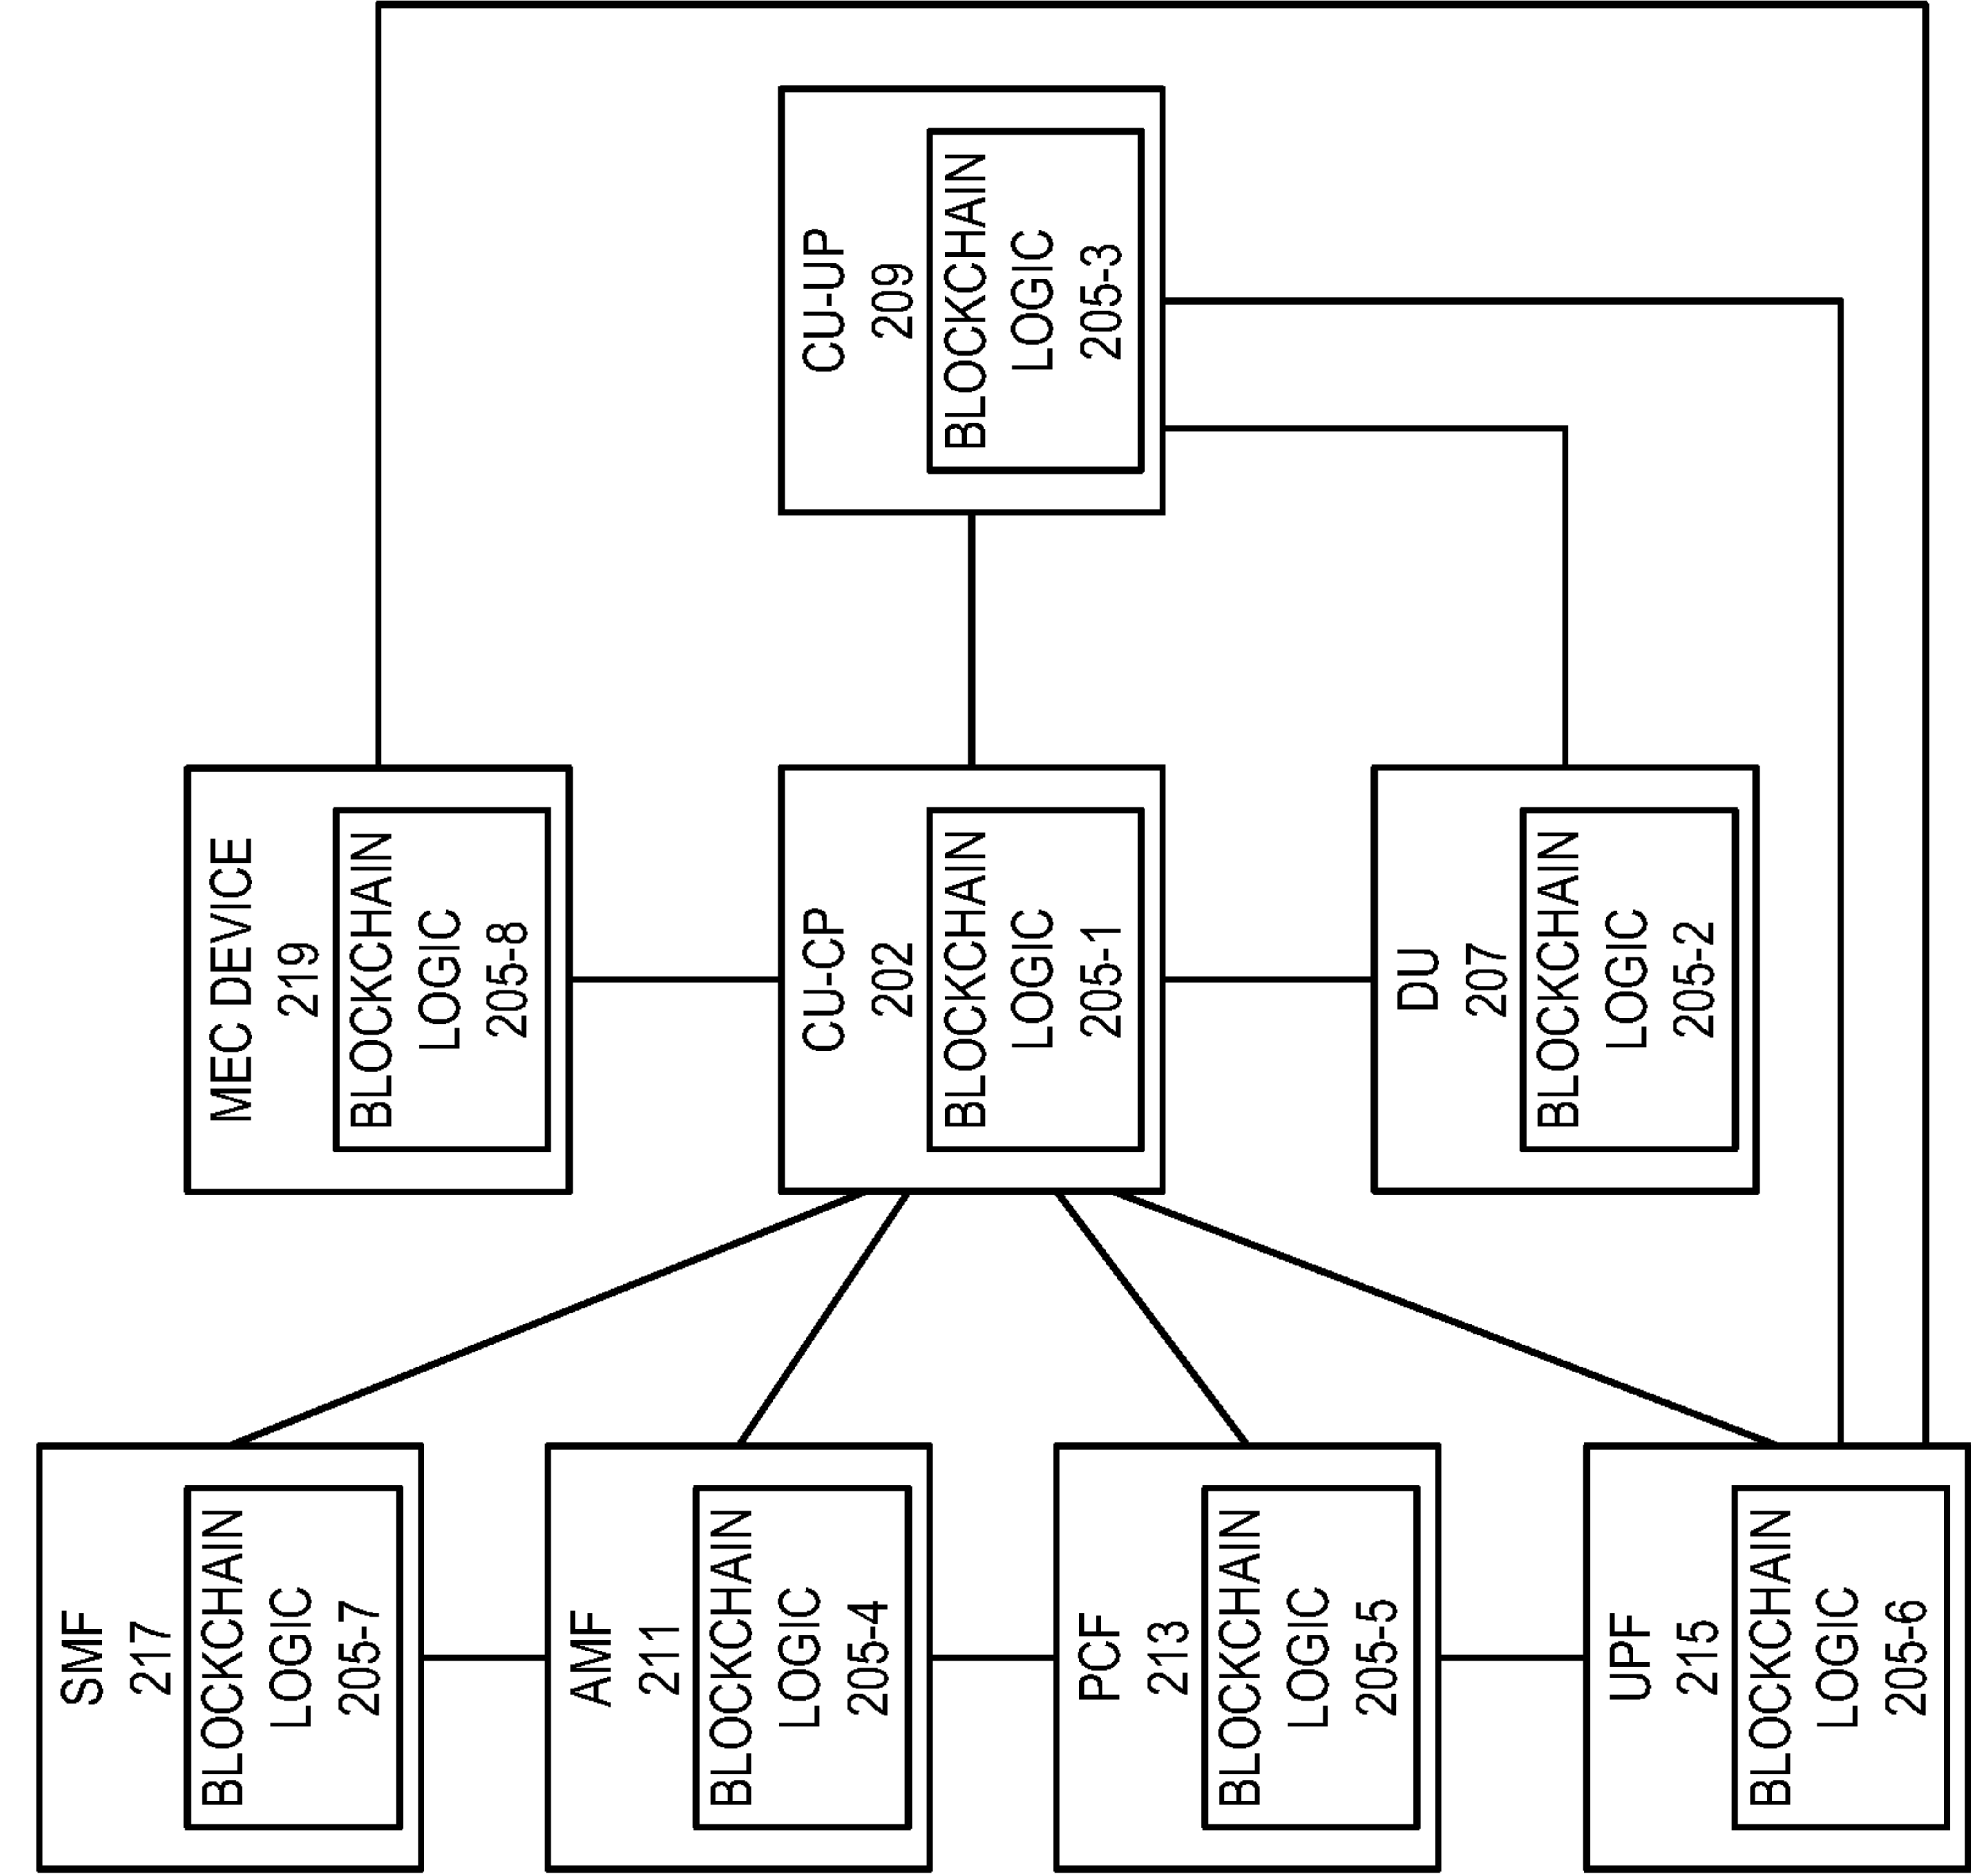 SMF
217
BLOCKCHAIN
LOGIC
205-7
AMF
211
BLOCKCHAIN
LOGIC
205-4
PCF
213
BLOCKCHAIN
LOGIC
205-5
UPF
215
BLOCKCHAIN
LOGIC
205-6
MEC DEVICE
219
BLOCKCHAIN
LOGIC
205-8
CU-CP
202
BLOCKCHAIN
LOGIC
205-1
DU
207
BLOCKCHAIN
LOGIC
205-2
CU-UP
209
BLOCKCHAIN
LOGIC
205-3